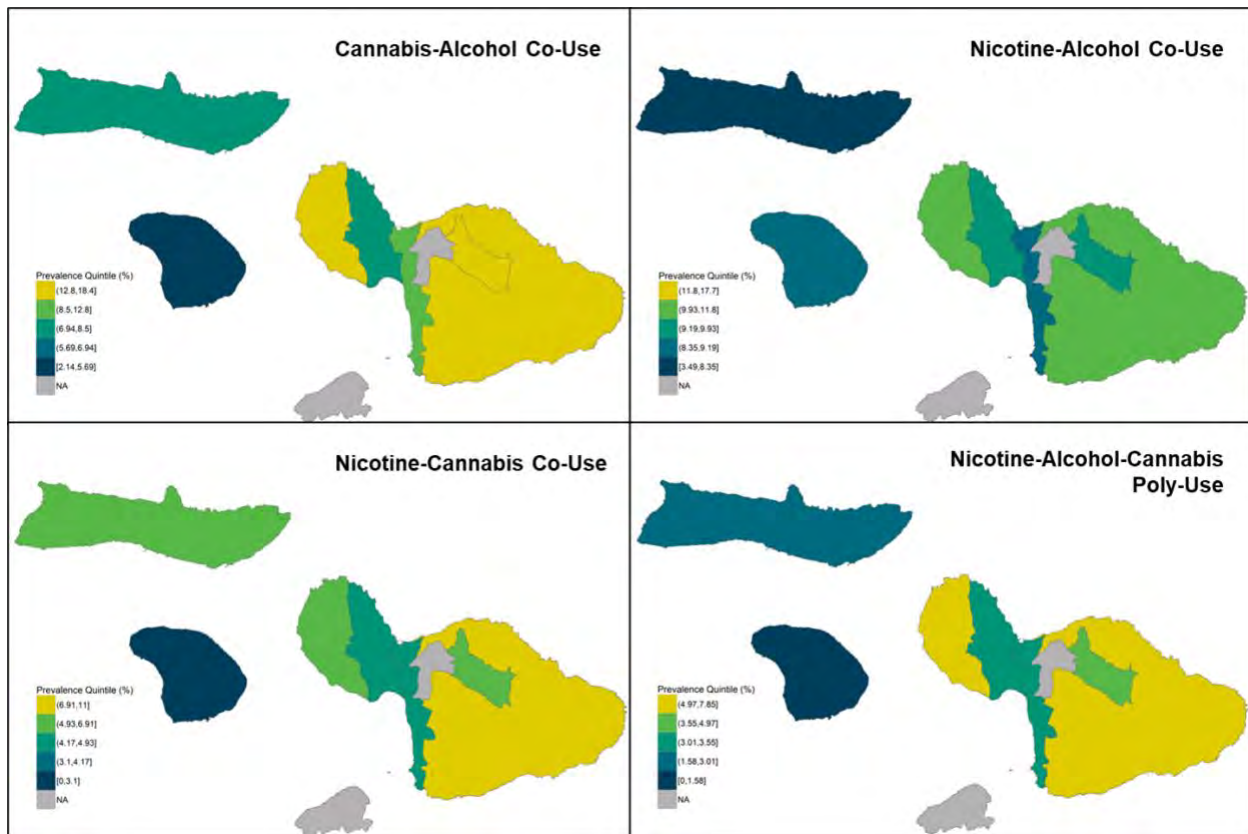 Cannabis-Alcohol Co-Use
Prevalence Quintile (%)
(12.8,18.4]
(8.5,12.8]
(6.94,8.5]
(5.69,6.94]
[2.14,5.69]
NA
Nicotine-Alcohol Co-Use
Prevalence Quintile (%)
(11.8,17.7]
(9.93,11.8]
(9.19,9.93]
(8.35,9.19]
[3.49,8.35]
NA
Nicotine-Cannabis Co-Use
Prevalence Quintile (%)
(6.91,11]
(4.93,6.91]
(4.17,4.93]
(3.1,4.17]
[0,3.1]
NA
Nicotine-Alcohol-Cannabis
Poly-Use
Prevalence Quintile (%)
(4.97,7.85]
(3.55,4.97]
(3.01,3.55]
(1.58,3.01]
[0,1.58]
NA